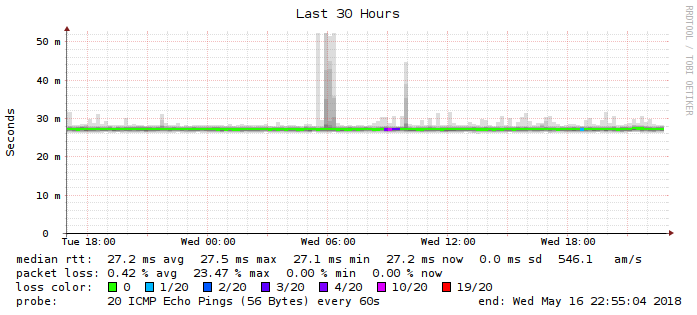 Last 30 Hours
RRDTOOL / TOBI OETIKER
Seconds
50 m
40 m
30 m
20 m
10 m
0
Tue 18:00 Wed 00:00 Wed 06:00 Wed 12:00 Wed 18:00
median rtt: 27.2 ms avg 27.5 ms max 27.1 ms min 27.2 ms now 0.0 ms sd 546.1 am/s
packet loss: 0.42 % avg 23.47 % max 0.00 % min 0.00 % now
loss color: 0 1/20 2/20 3/20 4/20 10/20 19/20
probe: 20 ICMP Echo Pings (56 Bytes) every 60s end: Wed May 16 22:55:04 2018